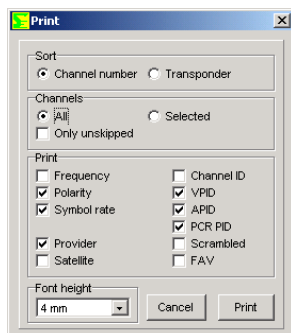 Print
Sort
Channel number Transponder
Channels
All Selected
Only unskipped
Print
Frequency Channel ID
Polarity VPID
Symbol rate APID
PCR PID
Provider Scrambled
Satellite FAV
Font height
4 mm Cancel Print